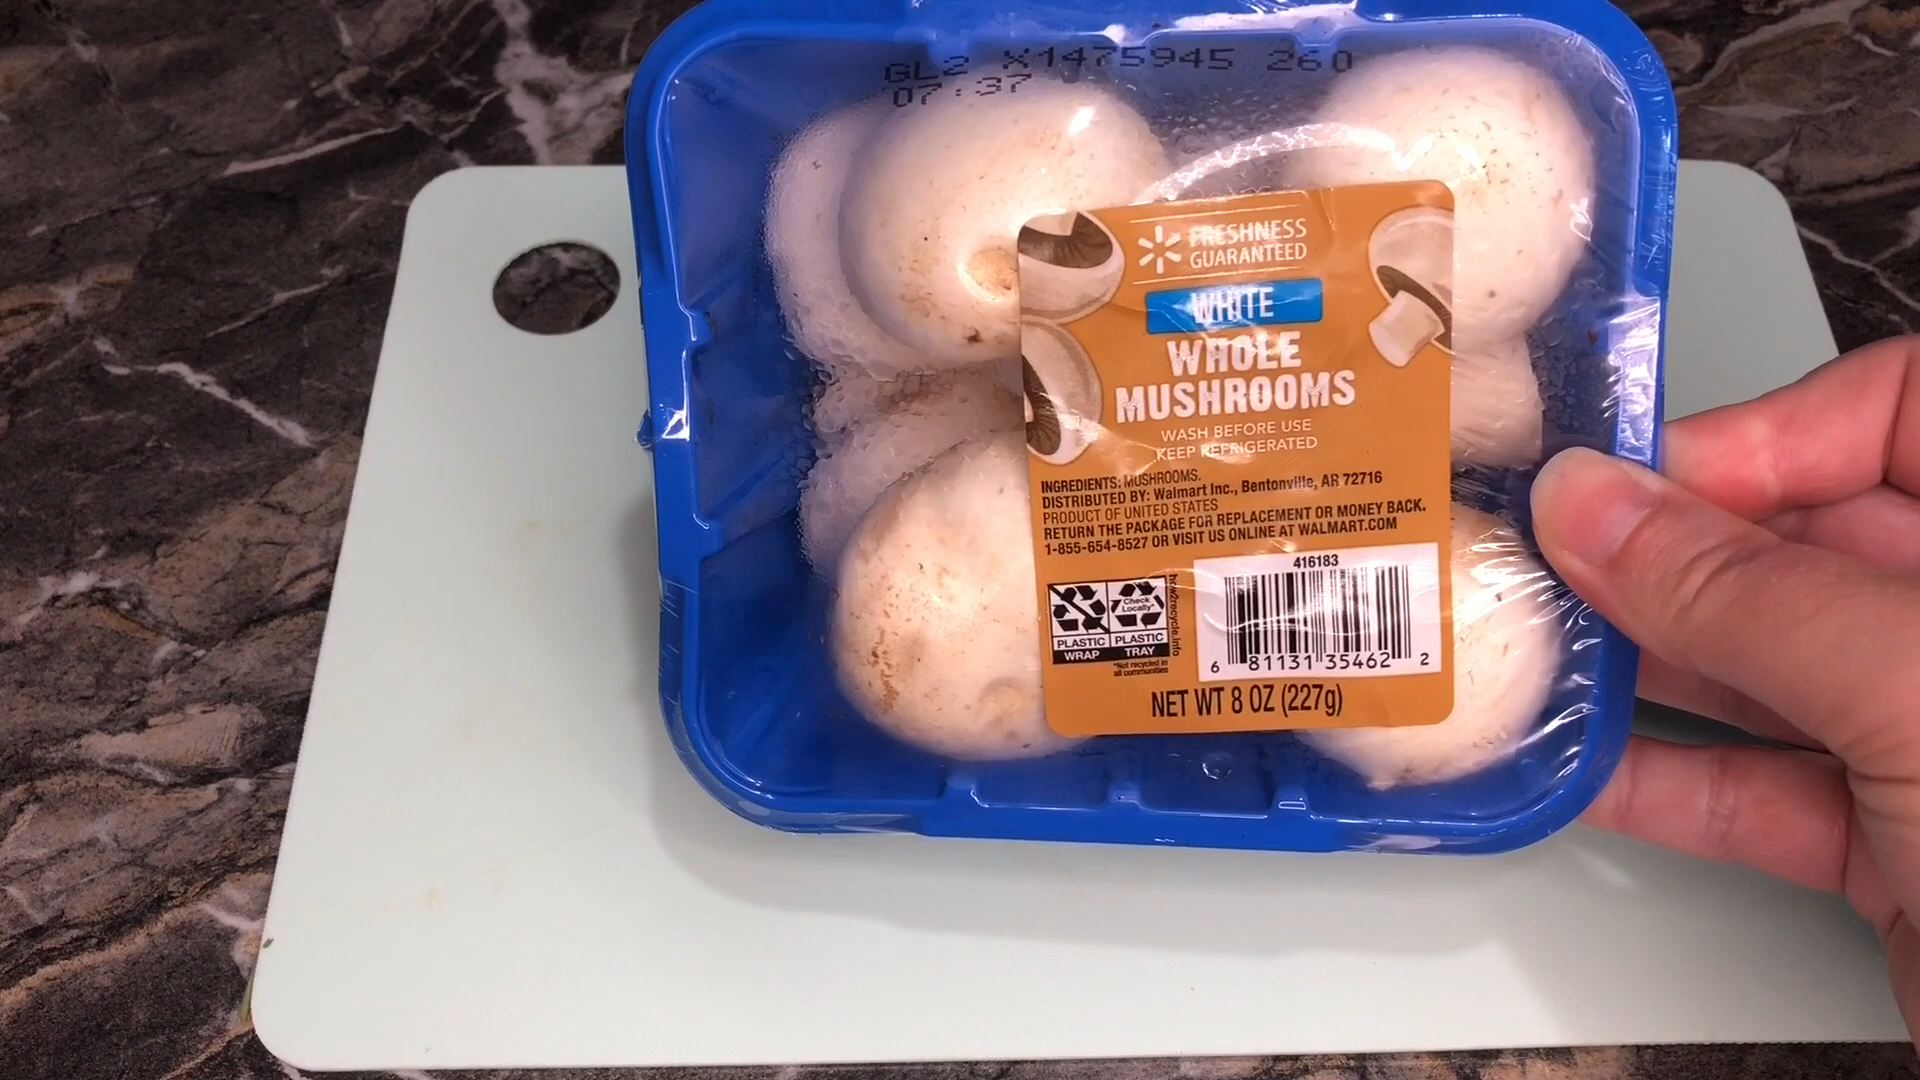 GL2 X1475945 260
07:37
FRESHNESS
GUARANTEED
WHITE
WHOLE
MUSHROOMS
WASH BEFORE USE
KEEP REFRIGERATED
INGREDIENTS: MUSHROOMS.
DISTRIBUTED BY: Walmart Inc., Bentonville, AR 72716
PRODUCT OF UNITED STATES
RETURN THE PACKAGE FOR REPLACEMENT OR MONEY BACK.
1-855-654-8527 OR VISIT US ONLINE AT WALMART.COM
Check
Locally*
PLASTIC
WRAP
PLASTIC
TRAY
*Not recycled in
all communities
how2recycle.info
416183
6 81131 35462 2
NET WT 8 OZ (227g)